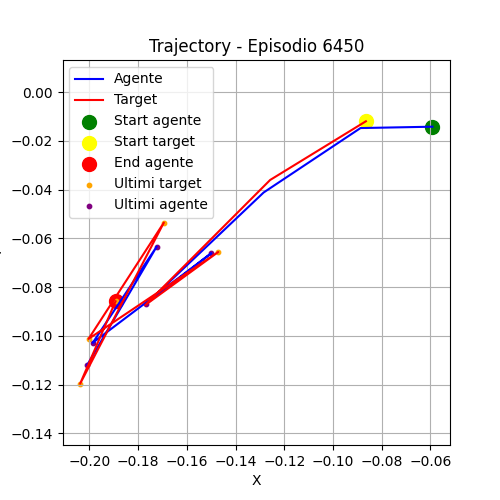 Trajectory - Episodio 6450
Agente
Target
Start agente
Start target
End agente
Ultimi target
Ultimi agente
0.00
−0.02
−0.04
−0.06
−0.08
−0.10
−0.12
−0.14
−0.20 −0.18 −0.16 −0.14 −0.12 −0.10 −0.08 −0.06
X